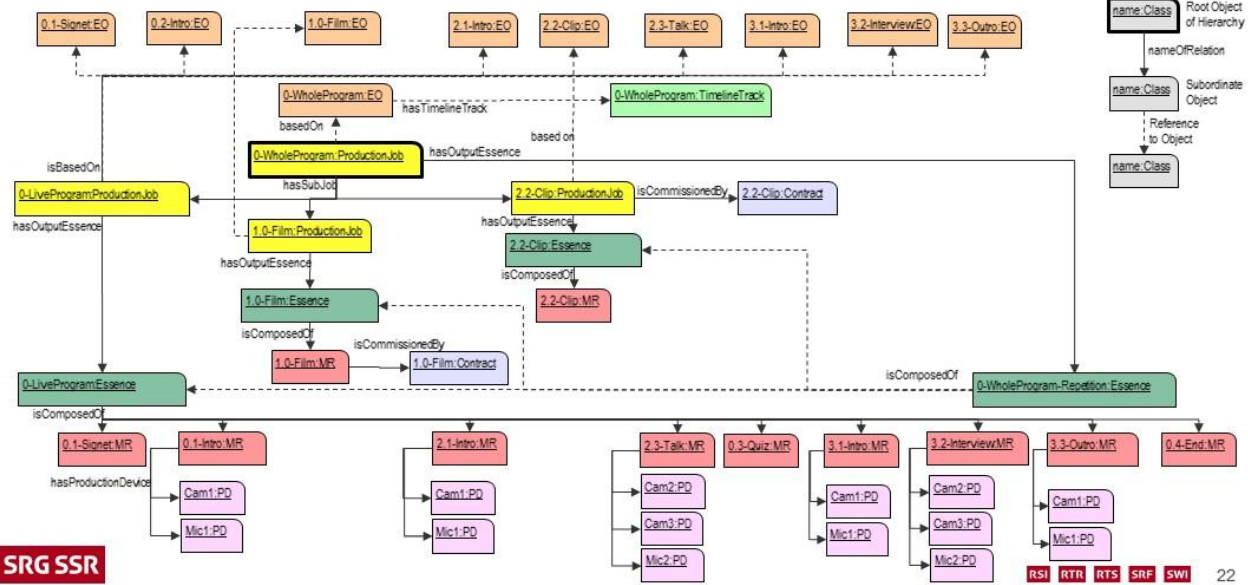 0.1-Signet:EO
0.2-Intro:EO
1.0-Film:EO
2.1-Intro:EO
2.2-Clip:EO
2.3-Talk:EO
3.1-Intro:EO
3.2-Interview:EO
3.3-Outro:EO
name:Class
Root Object
of Hierarchy
nameOfRelation
name:Class
Subordinate
Object
Reference
to Object
name:Class
0-WholeProgram:EO
hasTimelineTrack
0-WholeProgram:TimelineTrack
basedOn
based on
0-WholeProgram:ProductionJob
hasOutputEssence
isBasedOn
hasSubJob
0-LiveProgram:ProductionJob
2.2-Clip:ProductionJob
isCommissionedBy
2.2-Clip:Contract
hasOutputEssence
hasOutputEssence
1.0-Film:ProductionJob
2.2-Clip:Essence
hasOutputEssence
isComposedOf
1.0-Film:Essence
2.2-Clip:MR
isComposedOf
isCommissionedBy
1.0-Film:MR
1.0-Film:Contract
0-LiveProgram:Essence
isComposedOf
0-WholeProgram-Repetition:Essence
isComposedOf
0.1-Signet:MR
0.1-Intro:MR
2.1-Intro:MR
2.3-Talk:MR
0.3-Quiz:MR
3.1-Intro:MR
3.2-Interview:MR
3.3-Outro:MR
0.4-End:MR
hasProductionDevice
Cam1:PD
Mic1:PD
Cam1:PD
Mic1:PD
Cam2:PD
Cam3:PD
Mic2:PD
Cam1:PD
Mic1:PD
Cam2:PD
Cam3:PD
Mic2:PD
Cam1:PD
Mic1:PD
SRG SSR
RSI RTR RTS SRF SWI 22